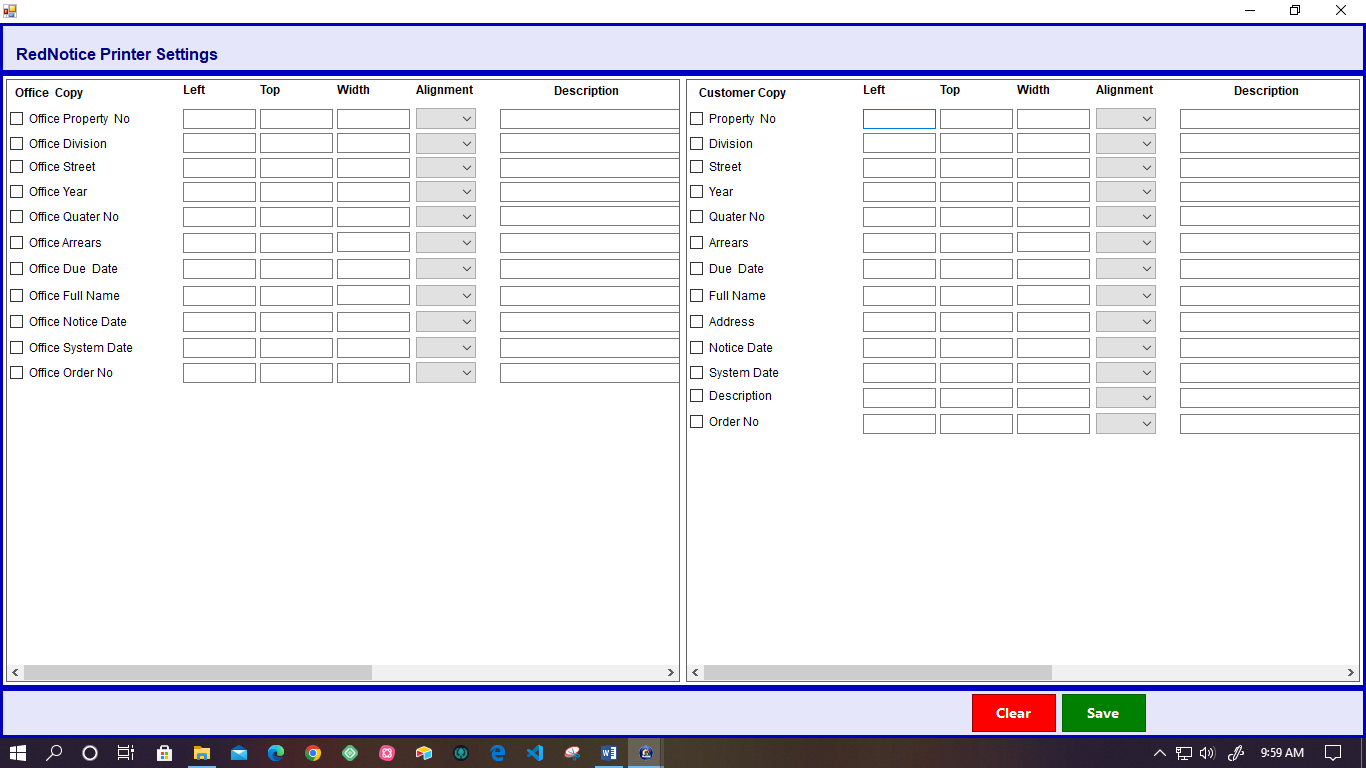 RedNotice Printer Settings
Office Copy Left Top Width Alignment Description
Office Property No
Office Division
Office Street
Office Year
Office Quater No
Office Arrears
Office Due Date
Office Full Name
Office Notice Date
Office System Date
Office Order No
Customer Copy Left Top Width Alignment Description
Property No
Division
Street
Year
Quater No
Arrears
Due Date
Full Name
Address
Notice Date
System Date
Description
Order No
Clear Save
9:59 AM